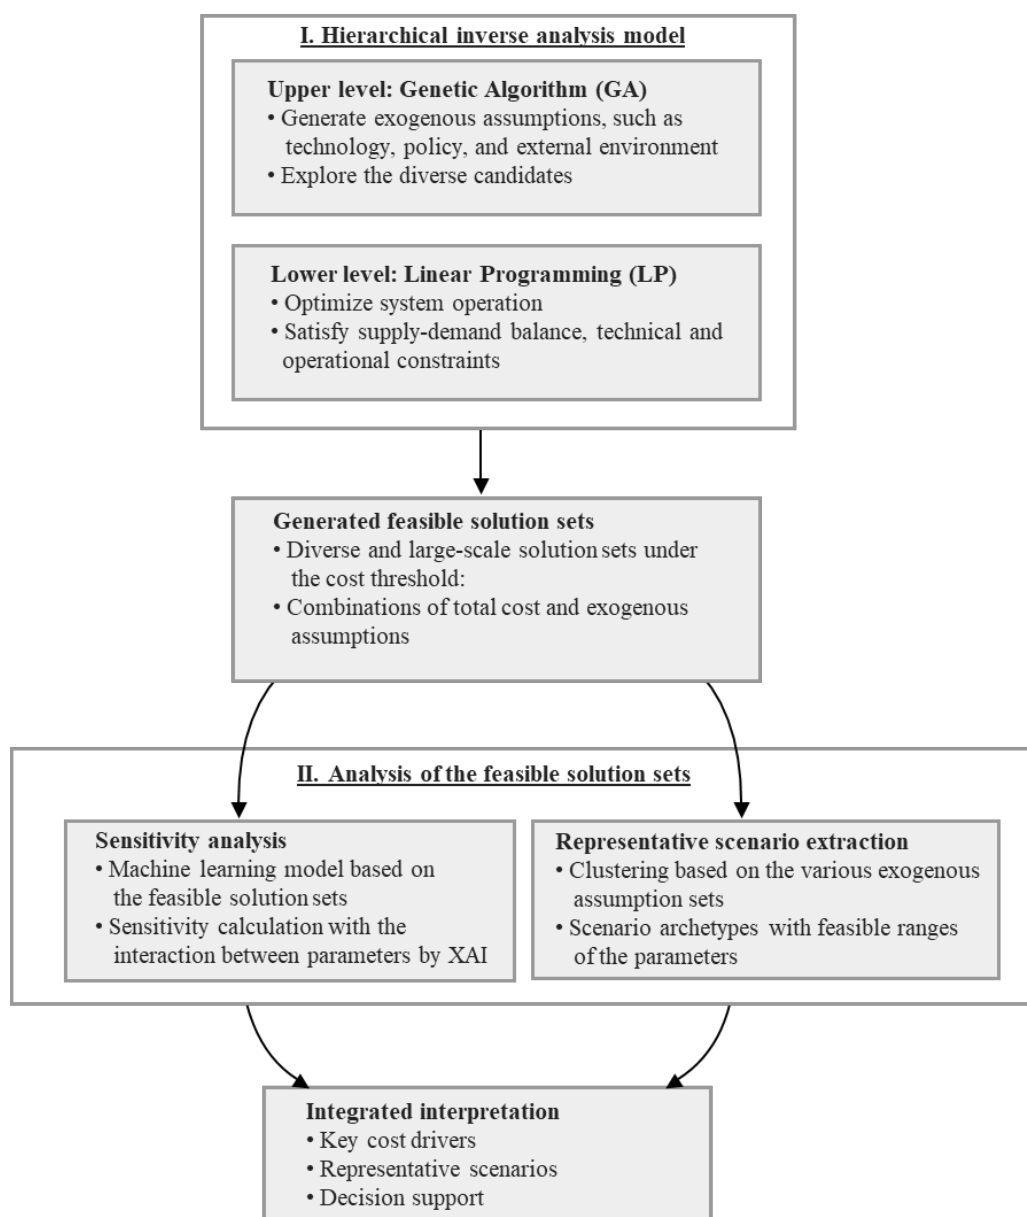 I. Hierarchical inverse analysis model
Upper level: Genetic Algorithm (GA)
• Generate exogenous assumptions, such as
technology, policy, and external environment
• Explore the diverse candidates
Lower level: Linear Programming (LP)
• Optimize system operation
• Satisfy supply-demand balance, technical and
operational constraints
Generated feasible solution sets
• Diverse and large-scale solution sets under
the cost threshold:
• Combinations of total cost and exogenous
assumptions
II. Analysis of the feasible solution sets
Sensitivity analysis
• Machine learning model based on
the feasible solution sets
• Sensitivity calculation with the
interaction between parameters by XAI
Representative scenario extraction
• Clustering based on the various exogenous
assumption sets
• Scenario archetypes with feasible ranges
of the parameters
Integrated interpretation
• Key cost drivers
• Representative scenarios
• Decision support